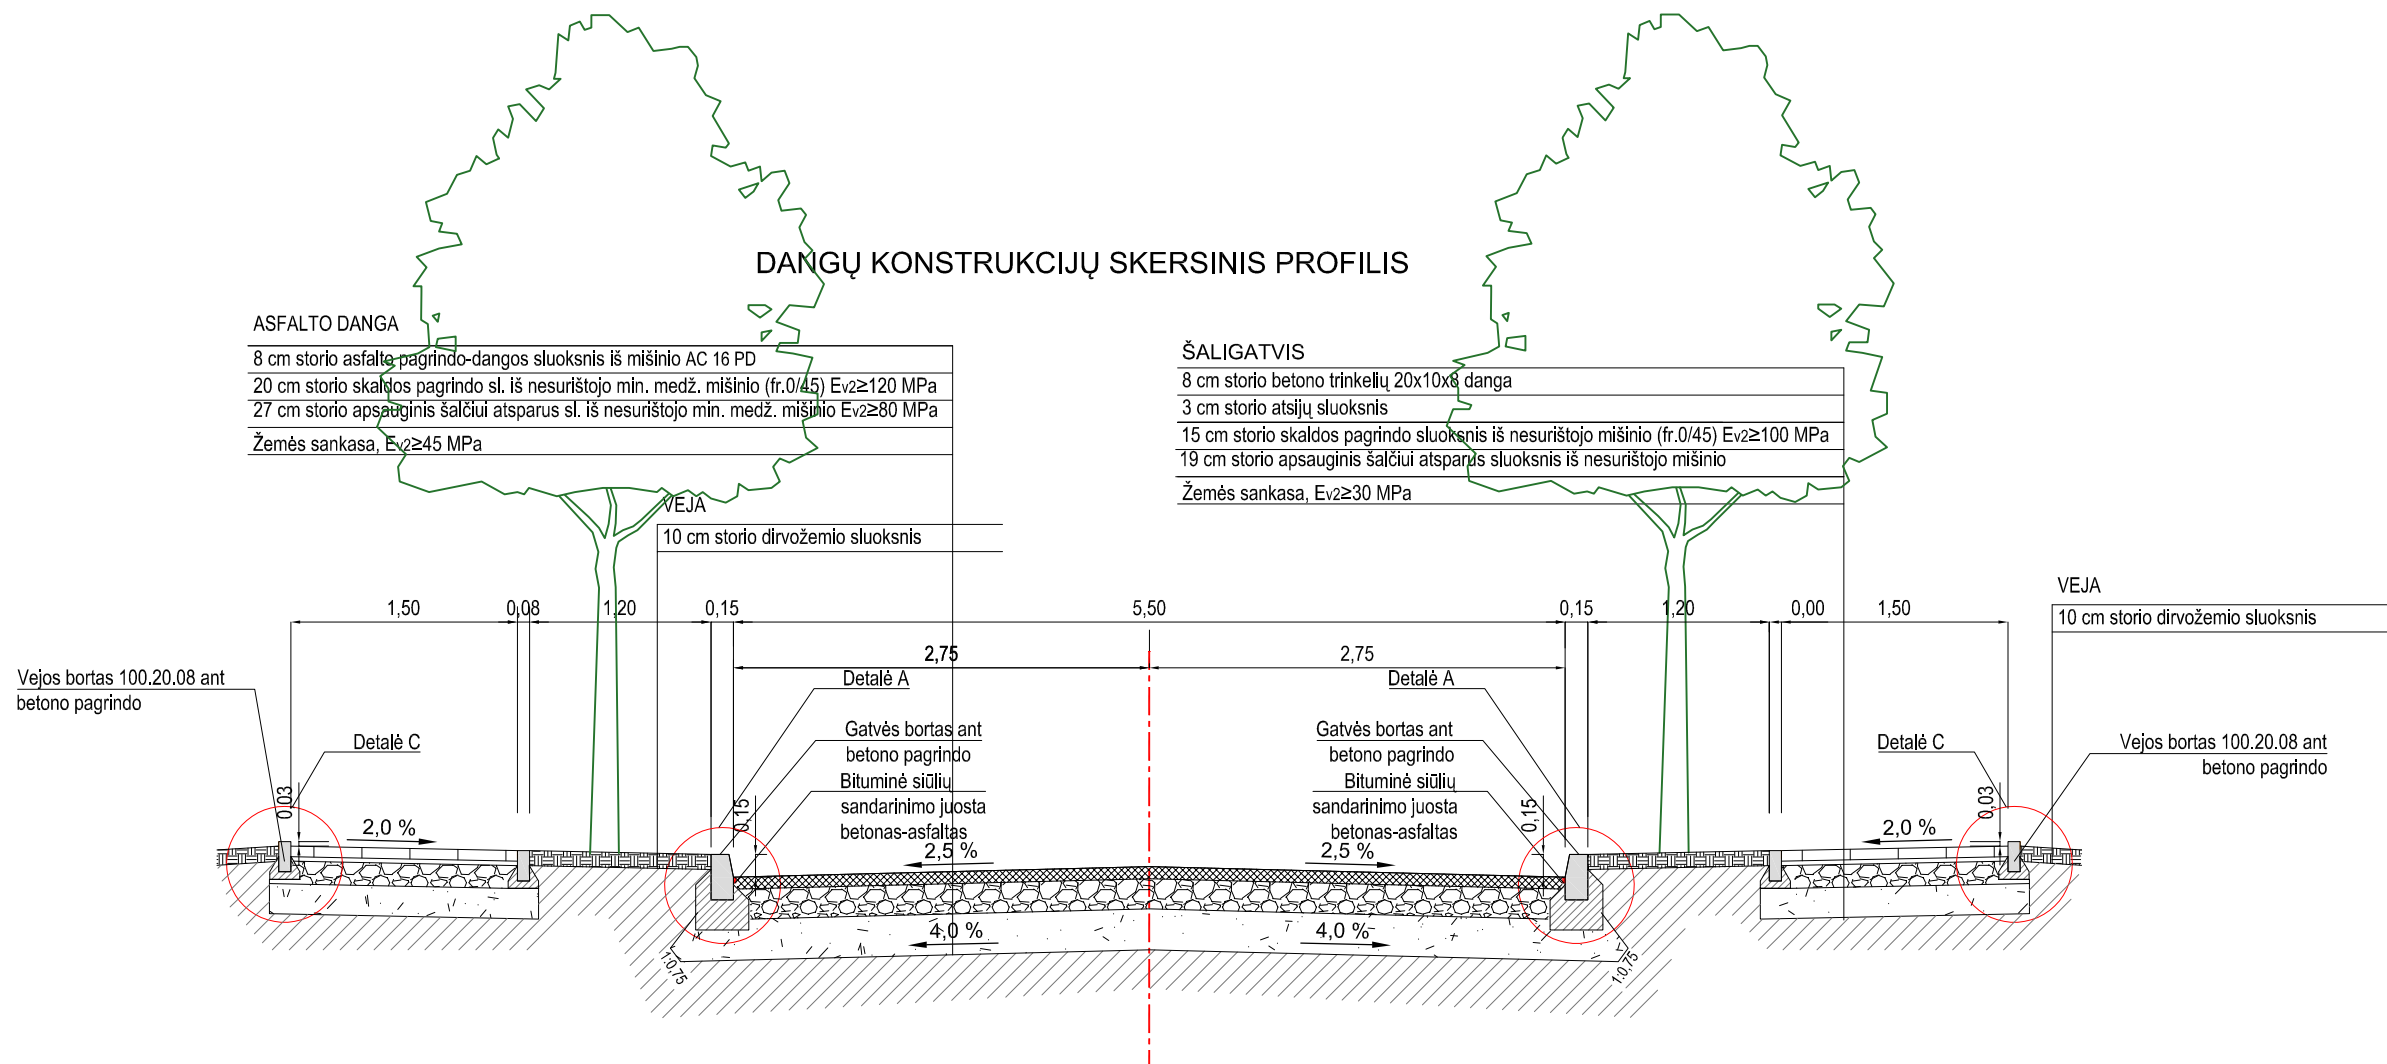 DANGŲ KONSTRUKCIJŲ SKERSINIS PROFILIS
ASFALTO DANGA
8 cm storio asfalto pagrindo-dangos sluoksnis iš mišinio AC 16 PD
20 cm storio skaldos pagrindo sl. iš nesurištojo min. medž. mišinio (fr.0/45) Ev2≥120 MPa
27 cm storio apsauginis šalčiui atsparus sl. iš nesurištojo min. medž. mišinio Ev2≥80 MPa
Žemės sankasa, Ev2≥45 MPa
ŠALIGATVIS
8 cm storio betono trinkelių 20x10x8 danga
3 cm storio atsijų sluoksnis
15 cm storio skaldos pagrindo sluoksnis iš nesurištojo mišinio (fr.0/45) Ev2≥100 MPa
19 cm storio apsauginis šalčiui atsparus sluoksnis iš nesurištojo mišinio
Žemės sankasa, Ev2≥30 MPa
VEJA
10 cm storio dirvožemio sluoksnis
VEJA
10 cm storio dirvožemio sluoksnis
1,50 0,08 1,20 0,15 5,50 0,15 1,20 0,00 1,50
2,75 2,75
Vejos bortas 100.20.08 ant
betono pagrindo
Detalė C
Detalė A
Gatvės bortas ant
betono pagrindo
Bituminė siūlių
sandarinimo juosta
betonas-asfaltas
Detalė A
Gatvės bortas ant
betono pagrindo
Bituminė siūlių
sandarinimo juosta
betonas-asfaltas
Detalė C
Vejos bortas 100.20.08 ant
betono pagrindo
0,03 0,15 0,15 0,03
2,0 % 2,5 % 2,5 % 2,0 %
4,0 % 4,0 %
1:0,75 1:0,75